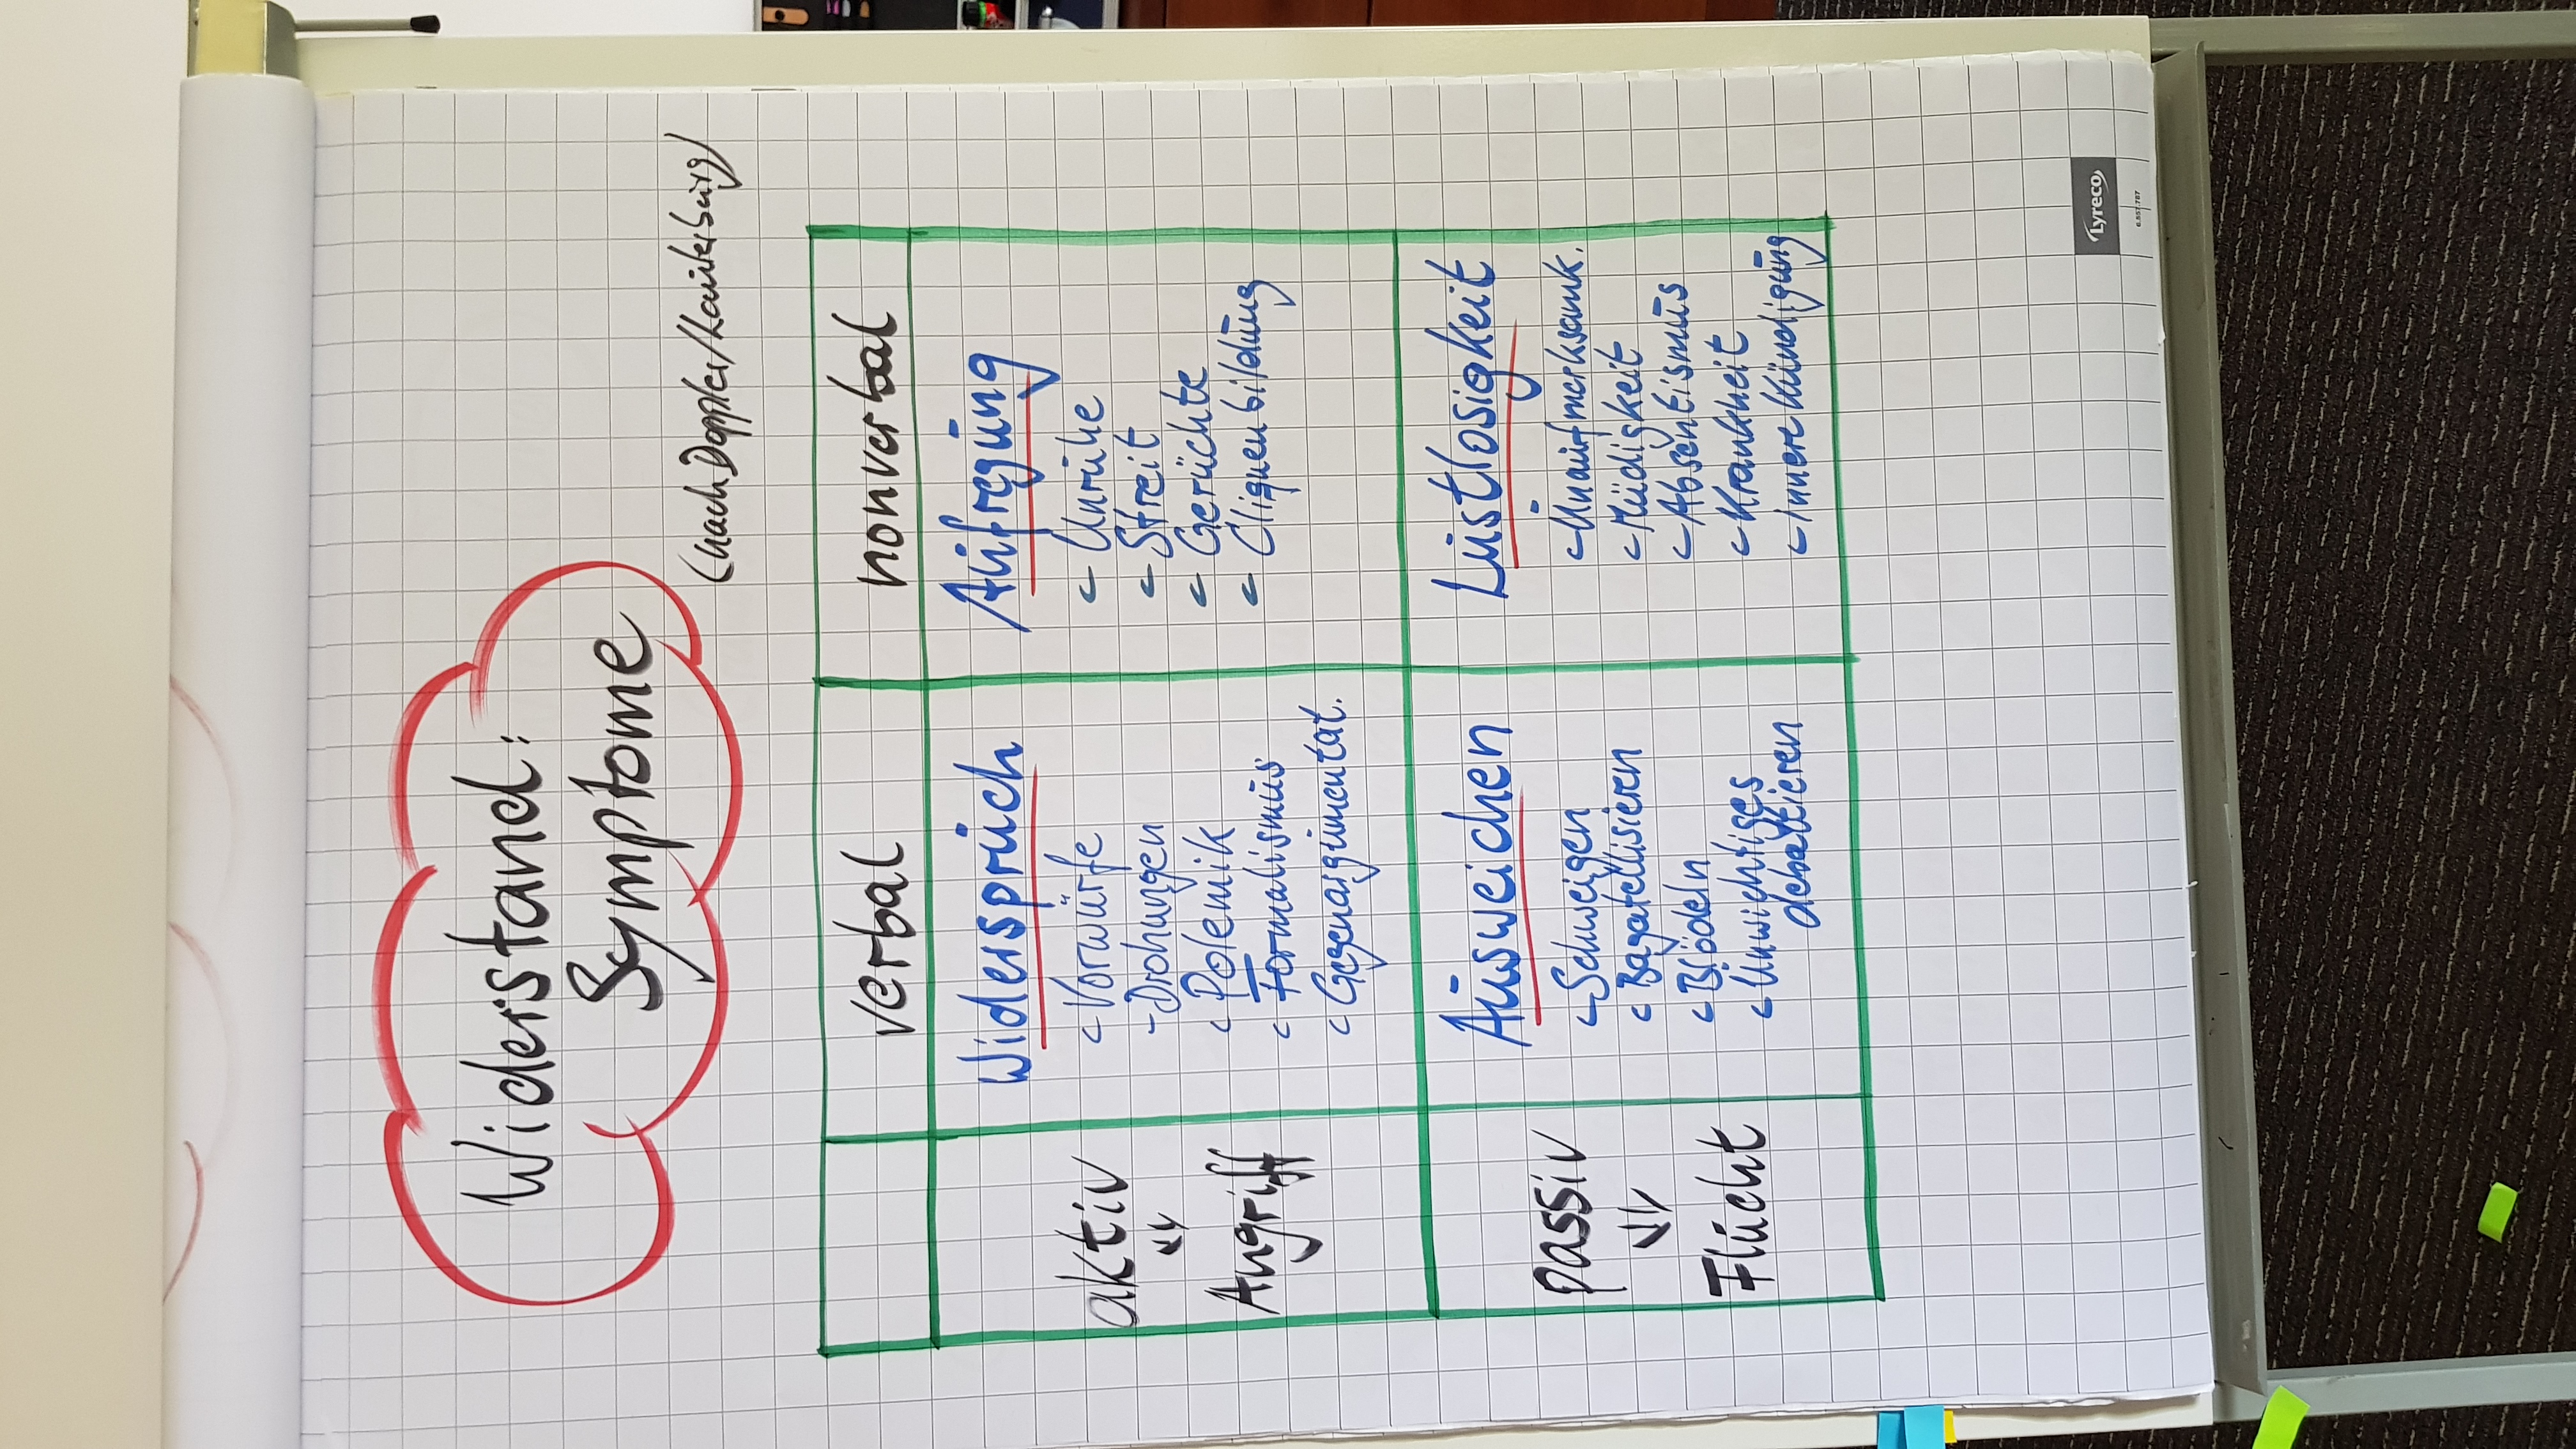 Widerstand:
Symptome
(nach Doppler/Lauterburg)
verbal
nonverbal
aktiv
Angriff
Widerspruch
- Vorwürfe
- Drohungen
- Polemik
- Formalismus
- Gegenargumentat.
Aufregung
- Unruhe
- Streit
- Gerüchte
- Cliquenbildung
passiv
Flucht
Ausweichen
- Schweigen
- Bagatellisieren
- Blödeln
- Unwichtiges
debattieren
Lustlosigkeit
- Unaufmerksamk.
- Müdigkeit
- Absentismus
- Krankheit
- Innere Kündigung
Lyreco
6.557.787